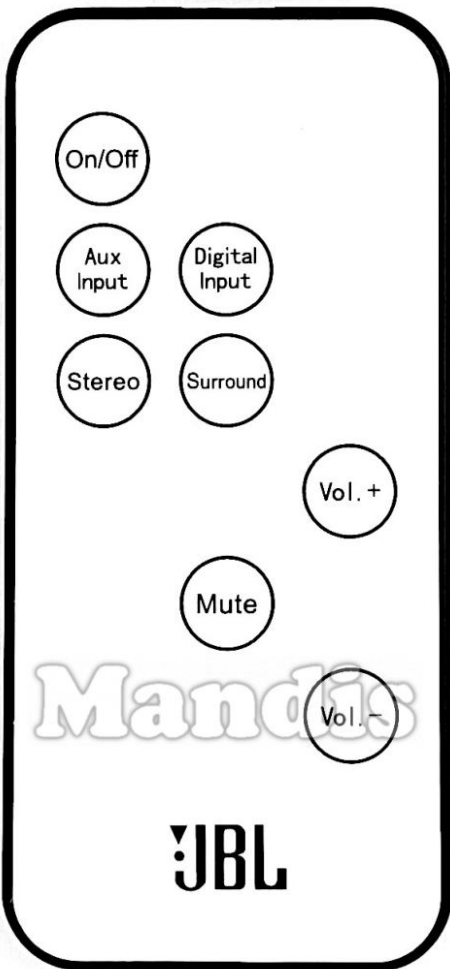 On/Off
Aux
Input
Digital
Input
Stereo
Surround
Vol.+
Mute
Mandis
Vol.-
JBL